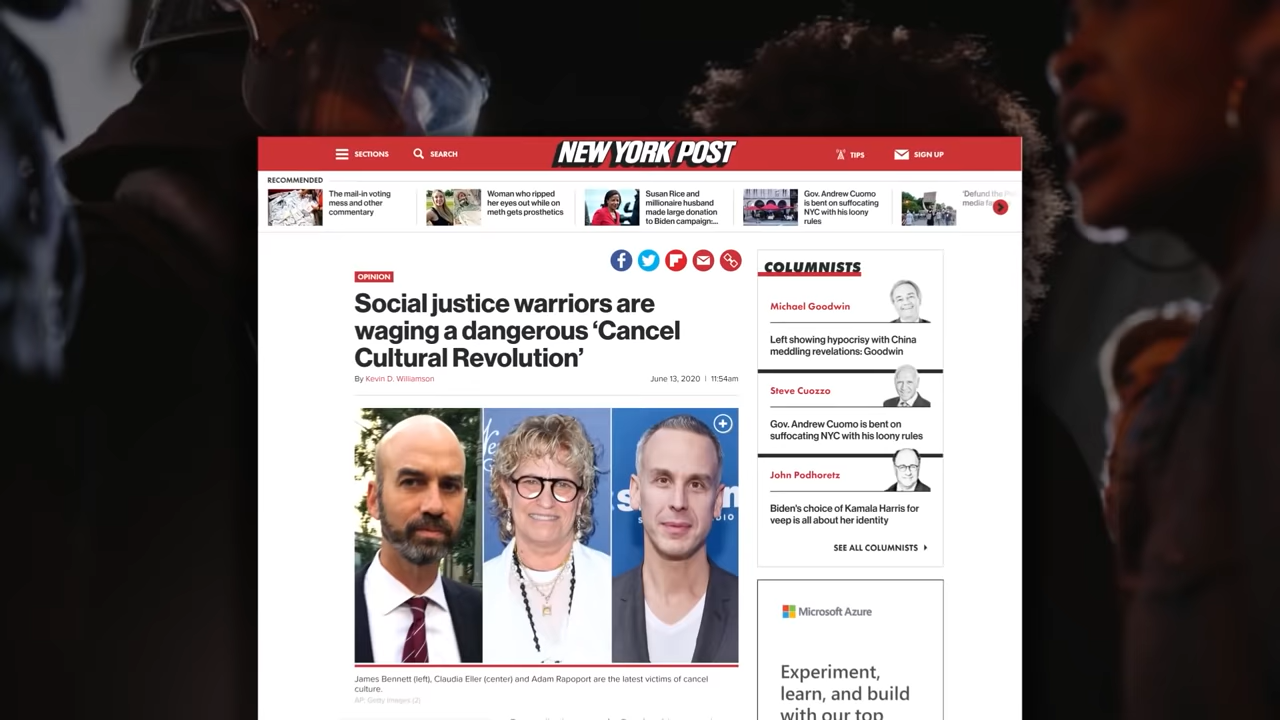 SECTIONS
SEARCH
NEW YORK POST
TIPS
SIGN UP
RECOMMENDED
The mail-in voting
mess and other
commentary
Woman who ripped
her eyes out while on
meth gets prosthetics
Susan Rice and
millionaire husband
made large donation
to Biden campaign:...
Gov. Andrew Cuomo
is bent on suffocating
NYC with his loony
rules
'Defund the
media
OPINION
Social justice warriors are
waging a dangerous ‘Cancel
Cultural Revolution’
By Kevin D. Williamson
June 13, 2020 | 11:54am
James Bennett (left), Claudia Eller (center) and Adam Rapoport are the latest victims of cancel
culture.
AP; Getty Images (2)
COLUMNISTS
Michael Goodwin
Left showing hypocrisy with China
meddling revelations: Goodwin
Steve Cuozzo
Gov. Andrew Cuomo is bent on
suffocating NYC with his loony rules
John Podhoretz
Biden's choice of Kamala Harris for
veep is all about her identity
SEE ALL COLUMNISTS
Microsoft Azure
Experiment,
learn, and build
with our top